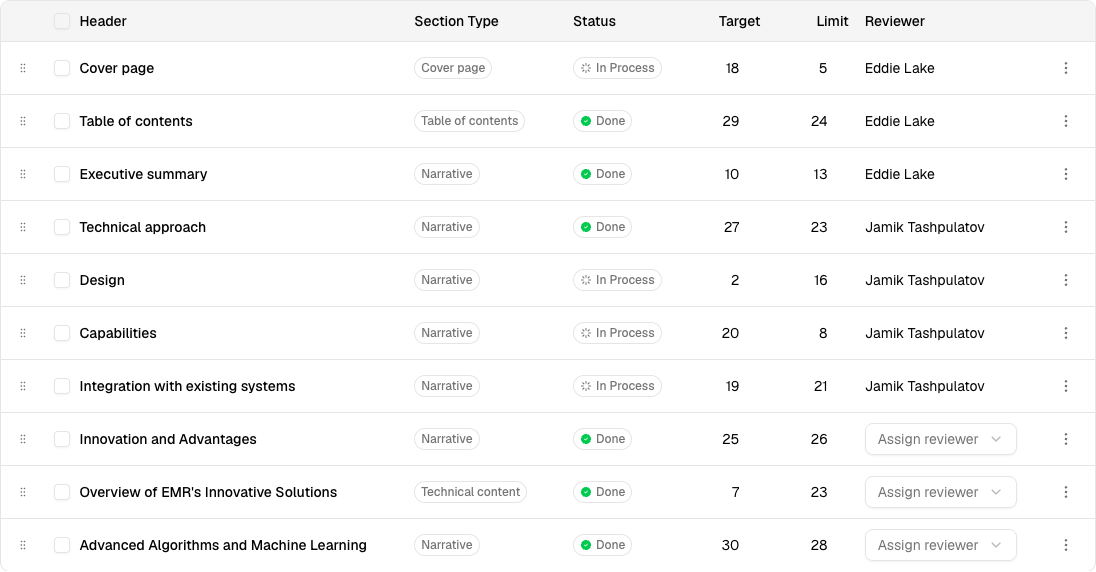 Header Section Type Status Target Limit Reviewer
Cover page Cover page In Process 18 5 Eddie Lake
Table of contents Table of contents Done 29 24 Eddie Lake
Executive summary Narrative Done 10 13 Eddie Lake
Technical approach Narrative Done 27 23 Jamik Tashpulatov
Design Narrative In Process 2 16 Jamik Tashpulatov
Capabilities Narrative In Process 20 8 Jamik Tashpulatov
Integration with existing systems Narrative In Process 19 21 Jamik Tashpulatov
Innovation and Advantages Narrative Done 25 26 Assign reviewer
Overview of EMR's Innovative Solutions Technical content Done 7 23 Assign reviewer
Advanced Algorithms and Machine Learning Narrative Done 30 28 Assign reviewer